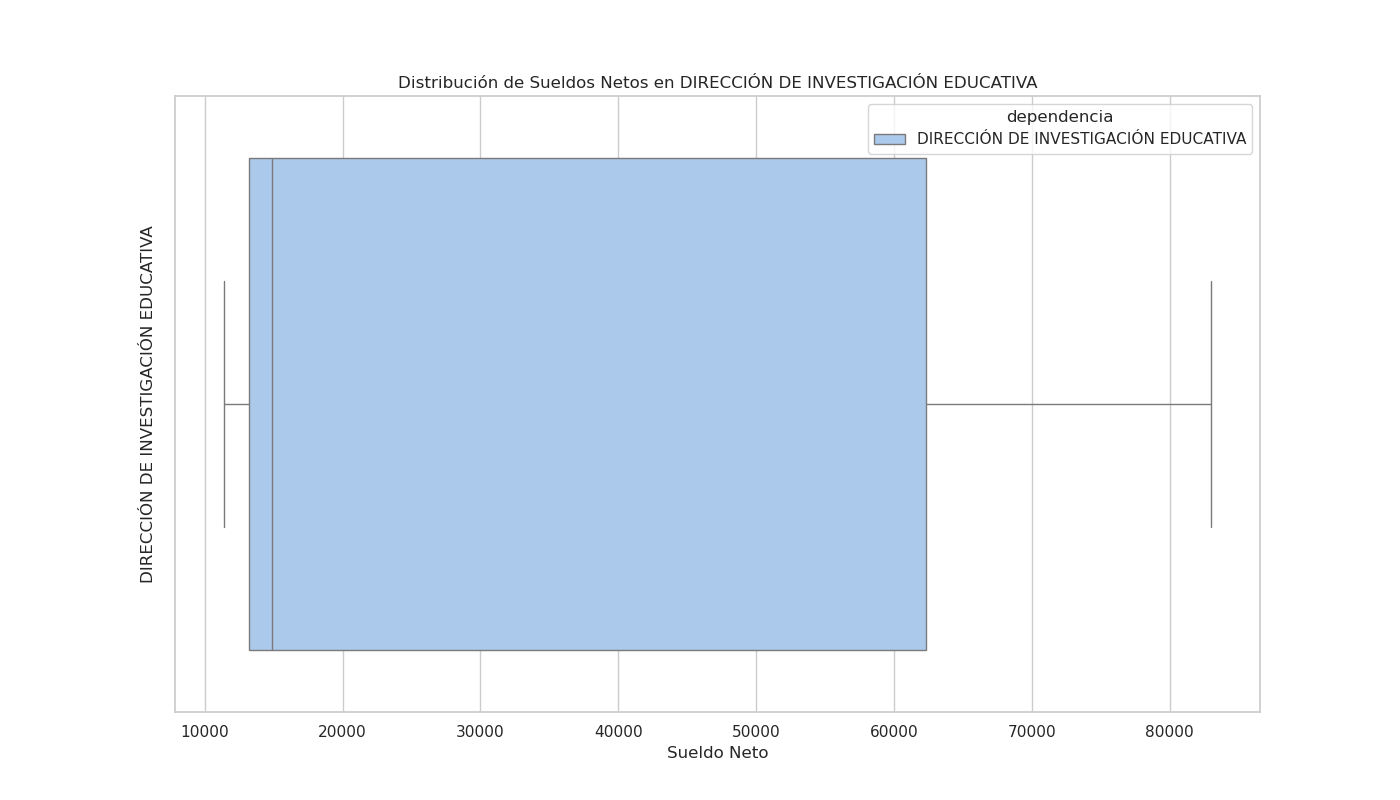 Distribución de Sueldos Netos en DIRECCIÓN DE INVESTIGACIÓN EDUCATIVA
dependencia
DIRECCIÓN DE INVESTIGACIÓN EDUCATIVA
DIRECCIÓN DE INVESTIGACIÓN EDUCATIVA
10000 20000 30000 40000 50000 60000 70000 80000
Sueldo Neto